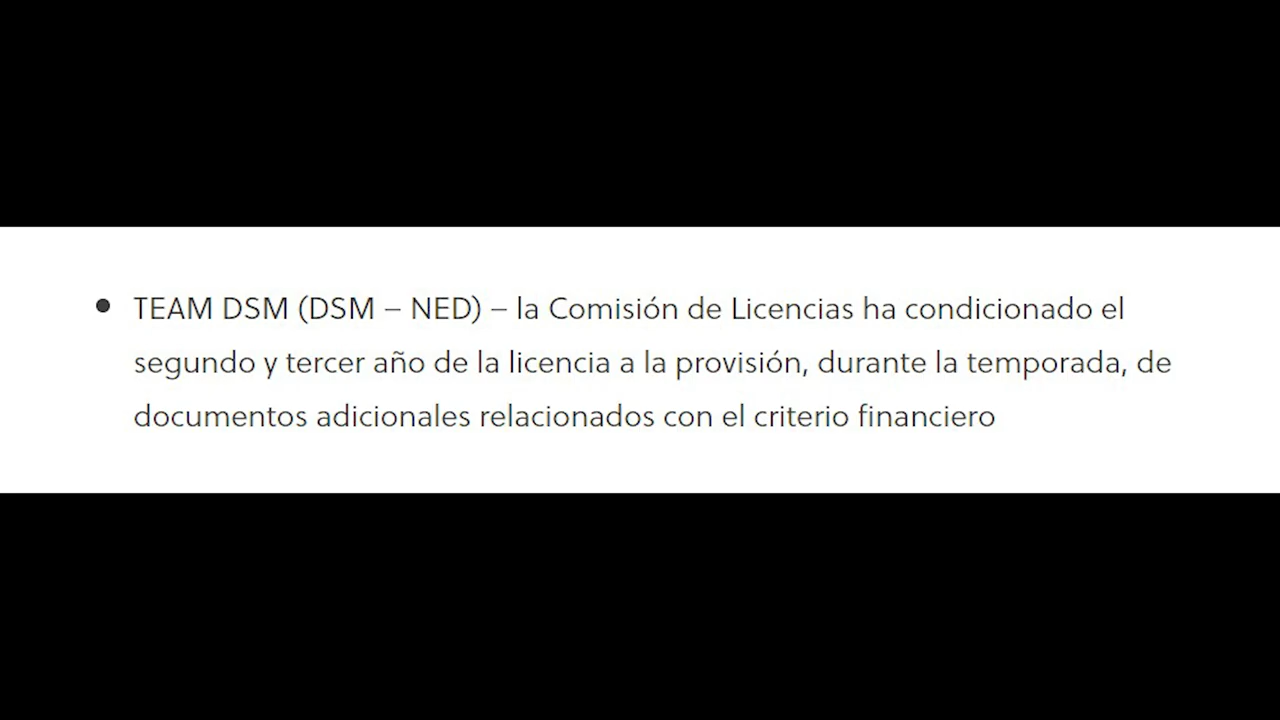 • TEAM DSM (DSM – NED) – la Comisión de Licencias ha condicionado el
segundo y tercer año de la licencia a la provisión, durante la temporada, de
documentos adicionales relacionados con el criterio financiero